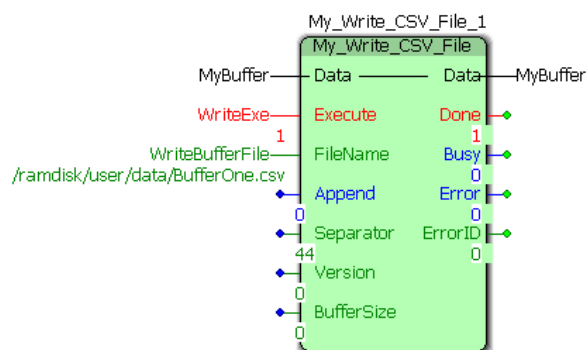 My_Write_CSV_File_1
My_Write_CSV_File
MyBuffer Data Data MyBuffer
WriteExe Execute Done
1 1
WriteBufferFile FileName Busy
/ramdisk/user/data/BufferOne.csv 0
Append Error
0 0
Separator ErrorID
44 0
Version
0
BufferSize
0